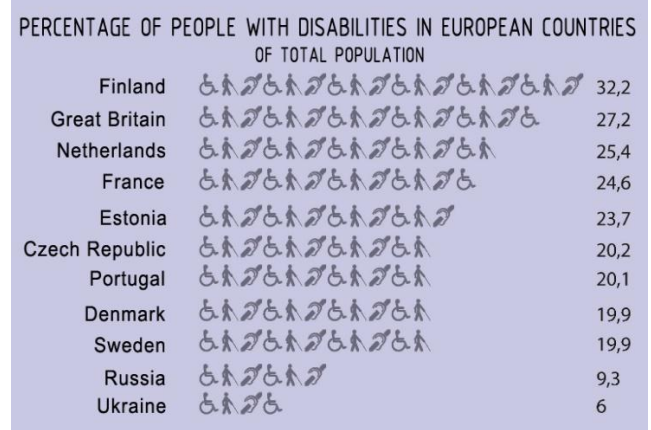 PERCENTAGE OF PEOPLE WITH DISABILITIES IN EUROPEAN COUNTRIES
OF TOTAL POPULATION
Finland 32,2
Great Britain 27,2
Netherlands 25,4
France 24,6
Estonia 23,7
Czech Republic 20,2
Portugal 20,1
Denmark 19,9
Sweden 19,9
Russia 9,3
Ukraine 6